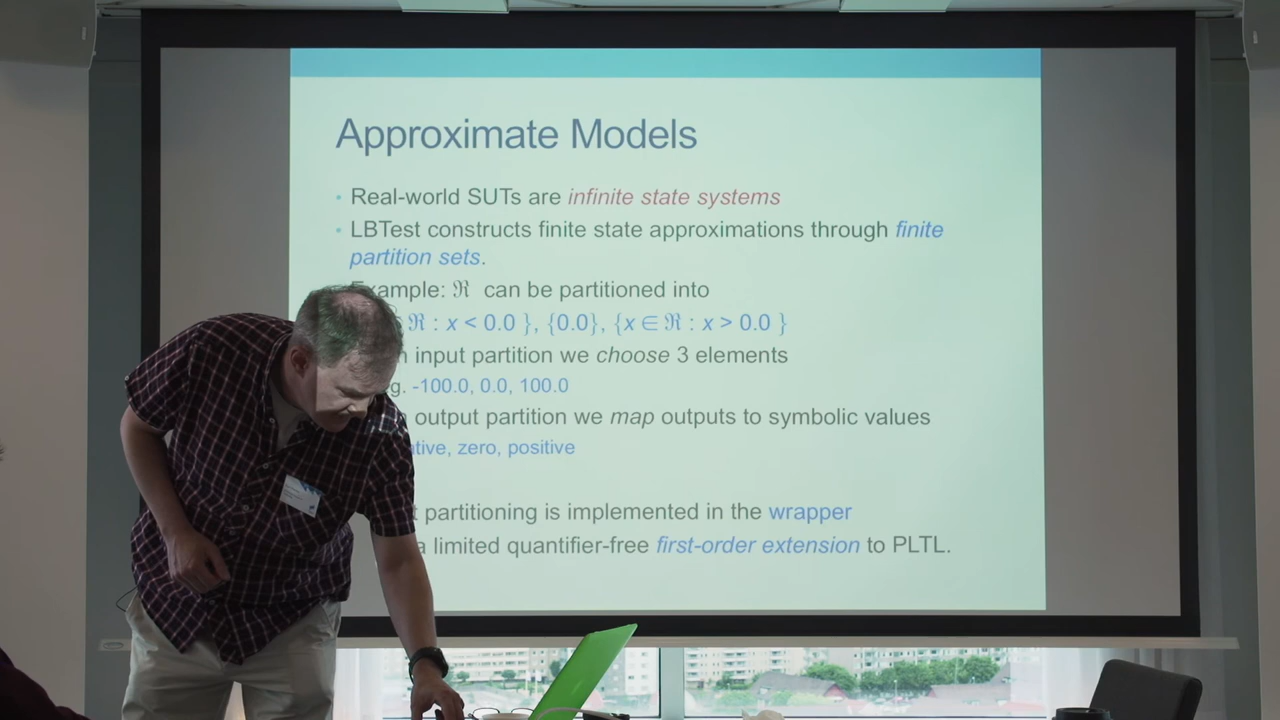 Approximate Models
• Real-world SUTs are infinite state systems
• LBTest constructs finite state approximations through finite
partition sets.
Example: ℜ can be partitioned into
ℜ : x < 0.0 }, {0.0}, {x ∈ ℜ : x > 0.0 }
input partition we choose 3 elements
-100.0, 0.0, 100.0
output partition we map outputs to symbolic values
zero, positive
partitioning is implemented in the wrapper
a limited quantifier-free first-order extension to PLTL.